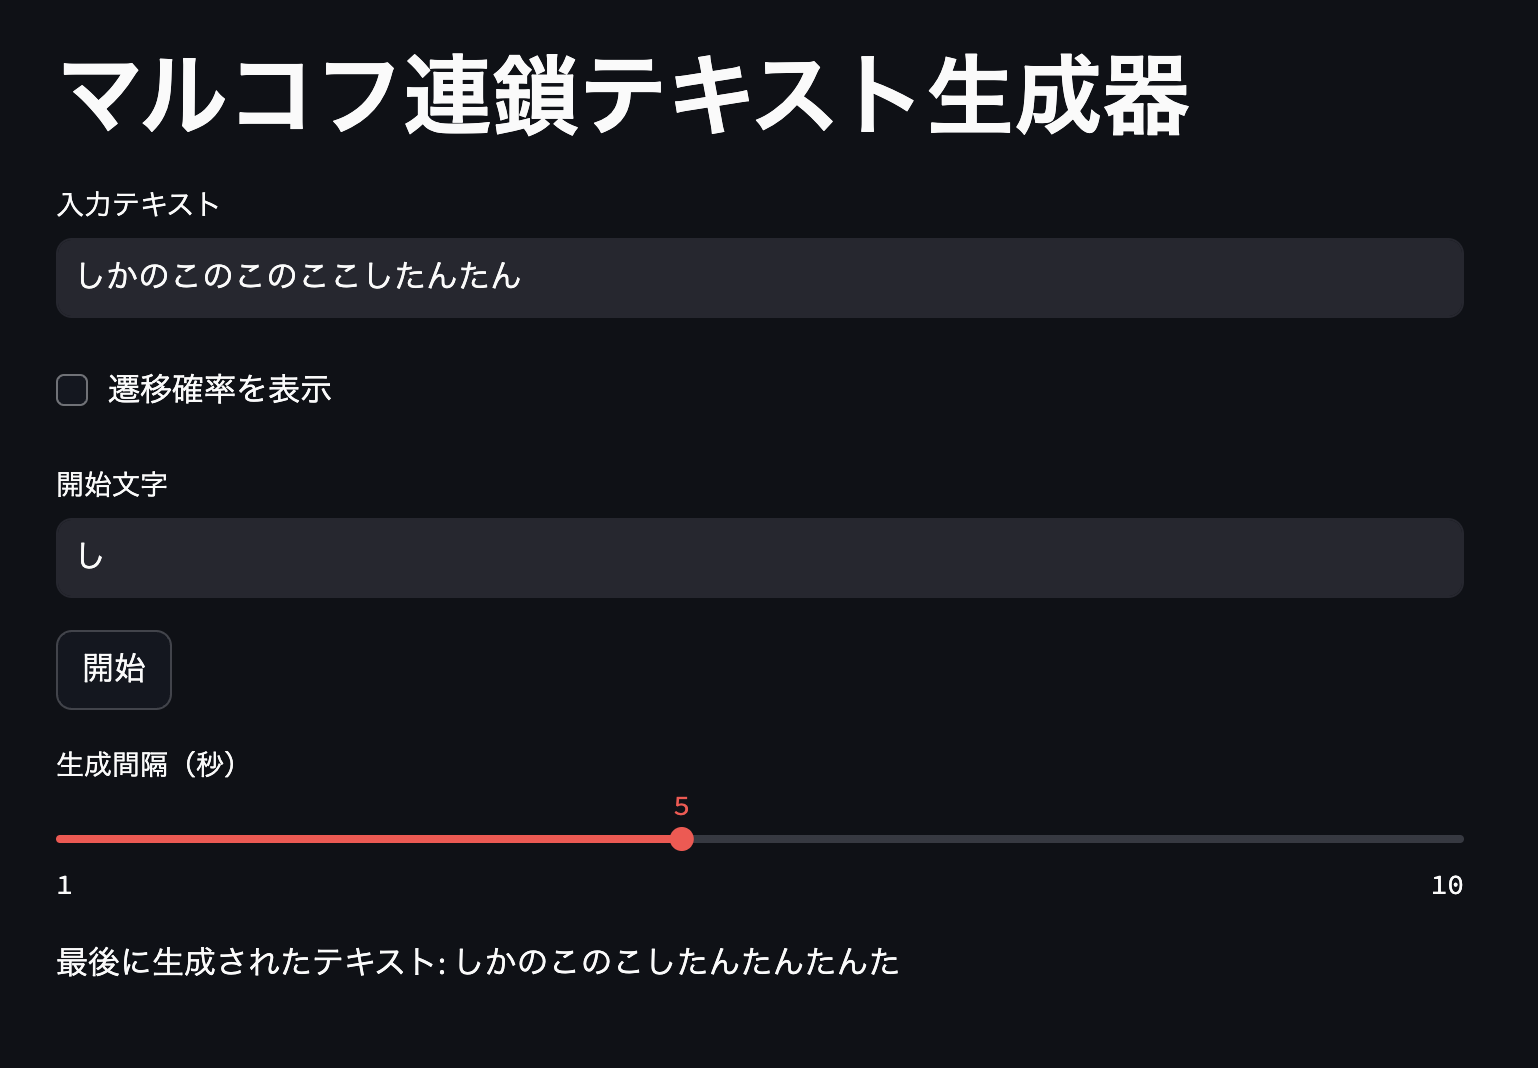 マルコフ連鎖テキスト生成器
入力テキスト
しかのこのこのここしたんたん
遷移確率を表示
開始文字
し
開始
生成間隔（秒）
5
1
10
最後に生成されたテキスト: しかのこのこしたんたんたんた